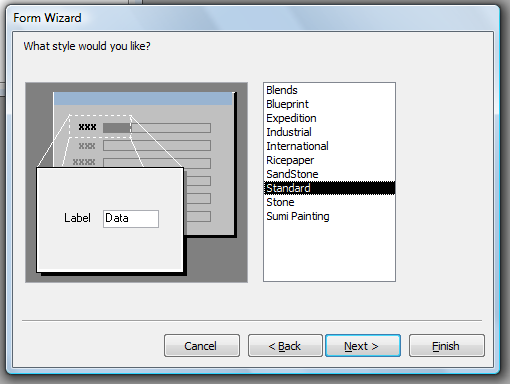 Form Wizard
What style would you like?
xxx
xxx
xxxx
Label Data
Blends
Blueprint
Expedition
Industrial
International
Ricepaper
SandStone
Standard
Stone
Sumi Painting
Cancel
< Back
Next >
Finish